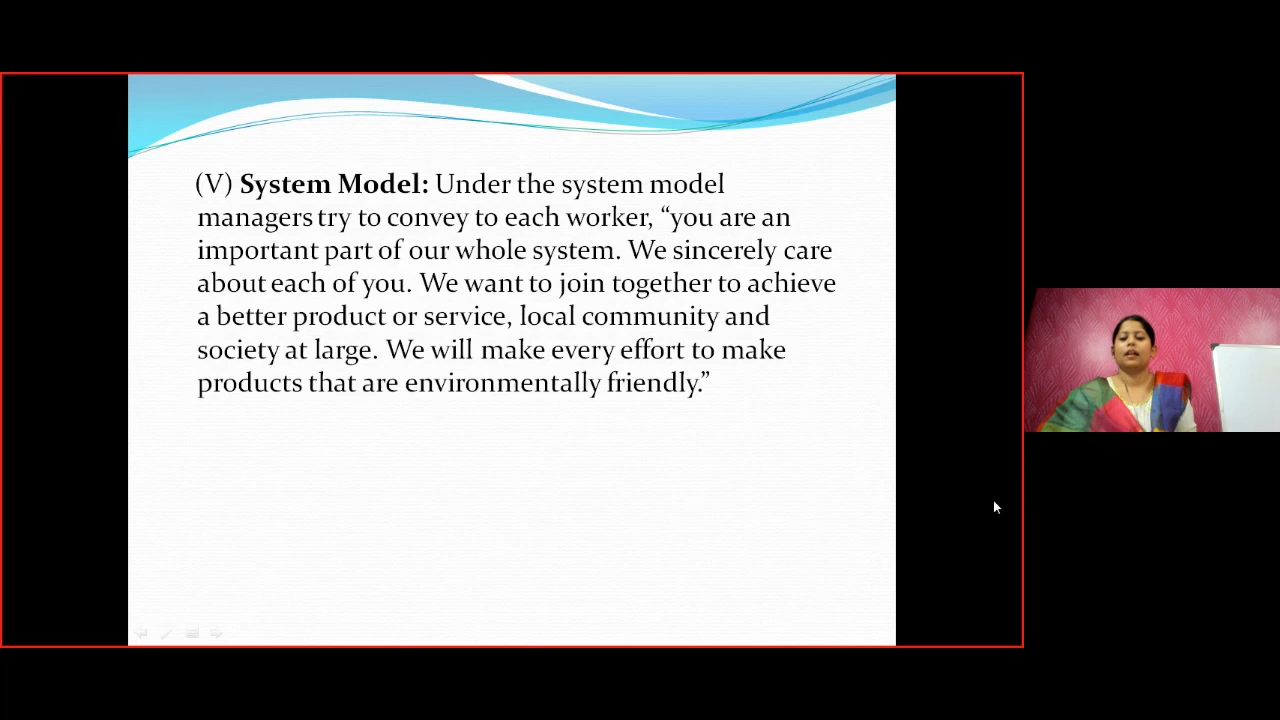 (V) System Model: Under the system model
managers try to convey to each worker, “you are an
important part of our whole system. We sincerely care
about each of you. We want to join together to achieve
a better product or service, local community and
society at large. We will make every effort to make
products that are environmentally friendly.”